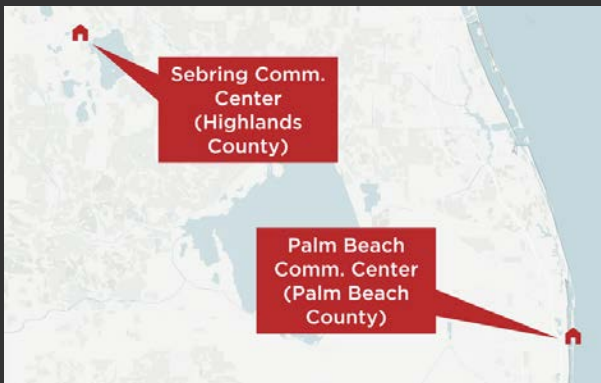 Sebring Comm.
Center
(Highlands
County)
Palm Beach
Comm. Center
(Palm Beach
County)